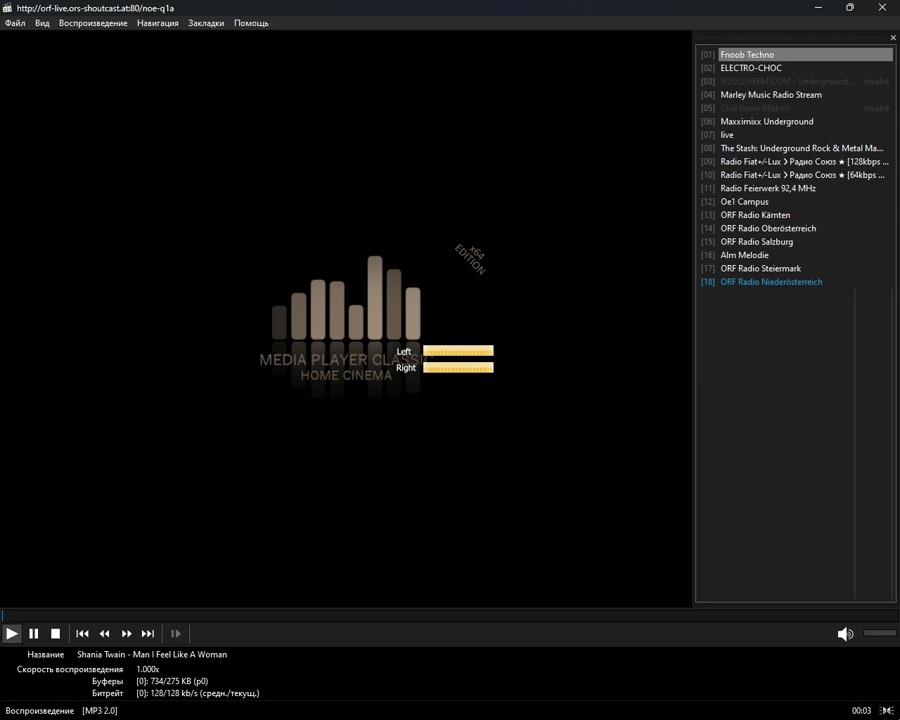 http://orf-live.ors-shoutcast.at:80/noe-q1a
Файл Вид Воспроизведение Навигация Закладки Помощь
[01] Fnoob Techno
[02] ELECTRO-CHOC
[03] SOULLIVEFM.COM - Underground ... Invalid
[04] Marley Music Radio Stream
[05] Civil Radio Miskolc Invalid
[06] Maxximixx Underground
[07] live
[08] The Stash: Underground Rock & Metal Ma...
[09] Radio Fiat+/-Lux ❯ Радио Союз ★ [128kbps ...
[10] Radio Fiat+/-Lux ❯ Радио Союз ★ [64kbps ...
[11] Radio Feierwerk 92,4 MHz
[12] Oe1 Campus
[13] ORF Radio Kärnten
[14] ORF Radio Oberösterreich
[15] ORF Radio Salzburg
[16] Alm Melodie
[17] ORF Radio Steiermark
[18] ORF Radio Niederösterreich
x64
EDITION
MEDIA PLAYER CLASSIC
HOME CINEMA
Left
Right
Название Shania Twain - Man I Feel Like A Woman
Скорость воспроизведения 1.000x
Буферы [0]: 734/275 KB (p0)
Битрейт [0]: 128/128 kb/s (средн./текущ.)
Воспроизведение [MP3 2.0] 00:03